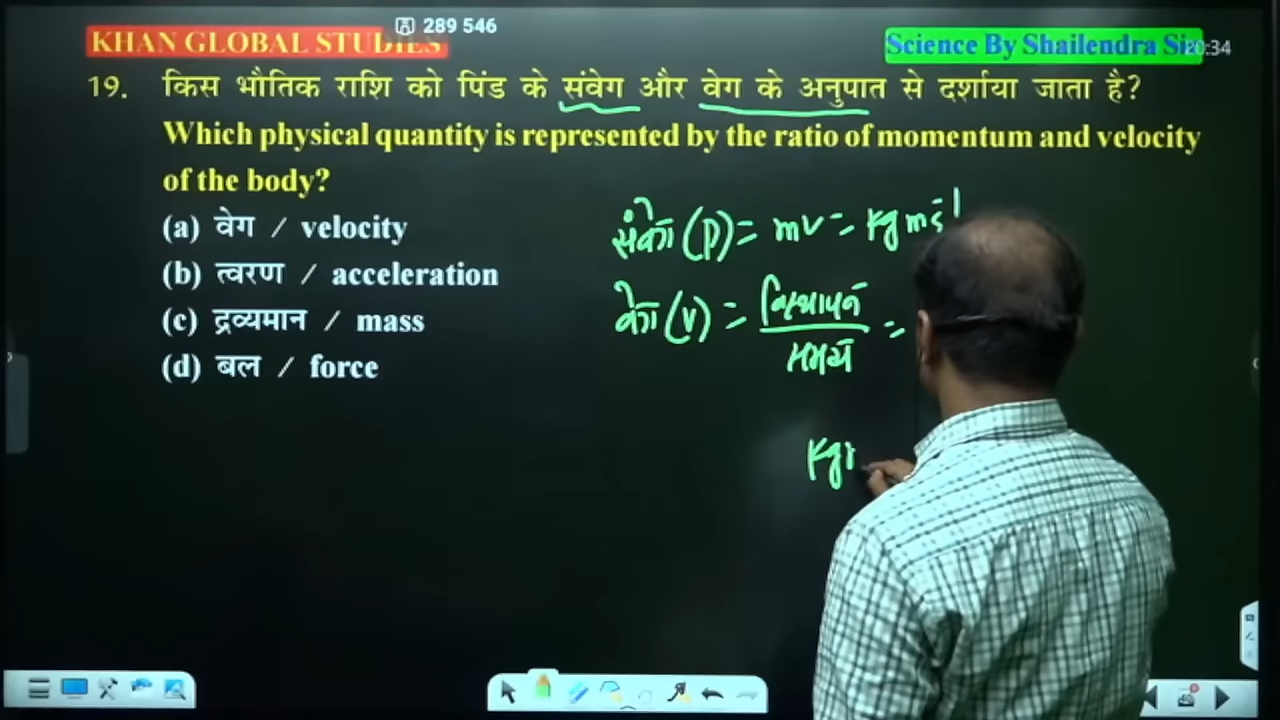 289 546
KHAN GLOBAL STUDIES
Science By Shailendra Sir
20:34
19. किस भौतिक राशि को पिंड के संवेग और वेग के अनुपात से दर्शाया जाता है?
Which physical quantity is represented by the ratio of momentum and velocity
of the body?
(a) वेग / velocity
(b) त्वरण / acceleration
(c) द्रव्यमान / mass
(d) बल / force
संवेग (P) = mv = kg ms-1
वेग (v) = विस्थापन =
समय
kg